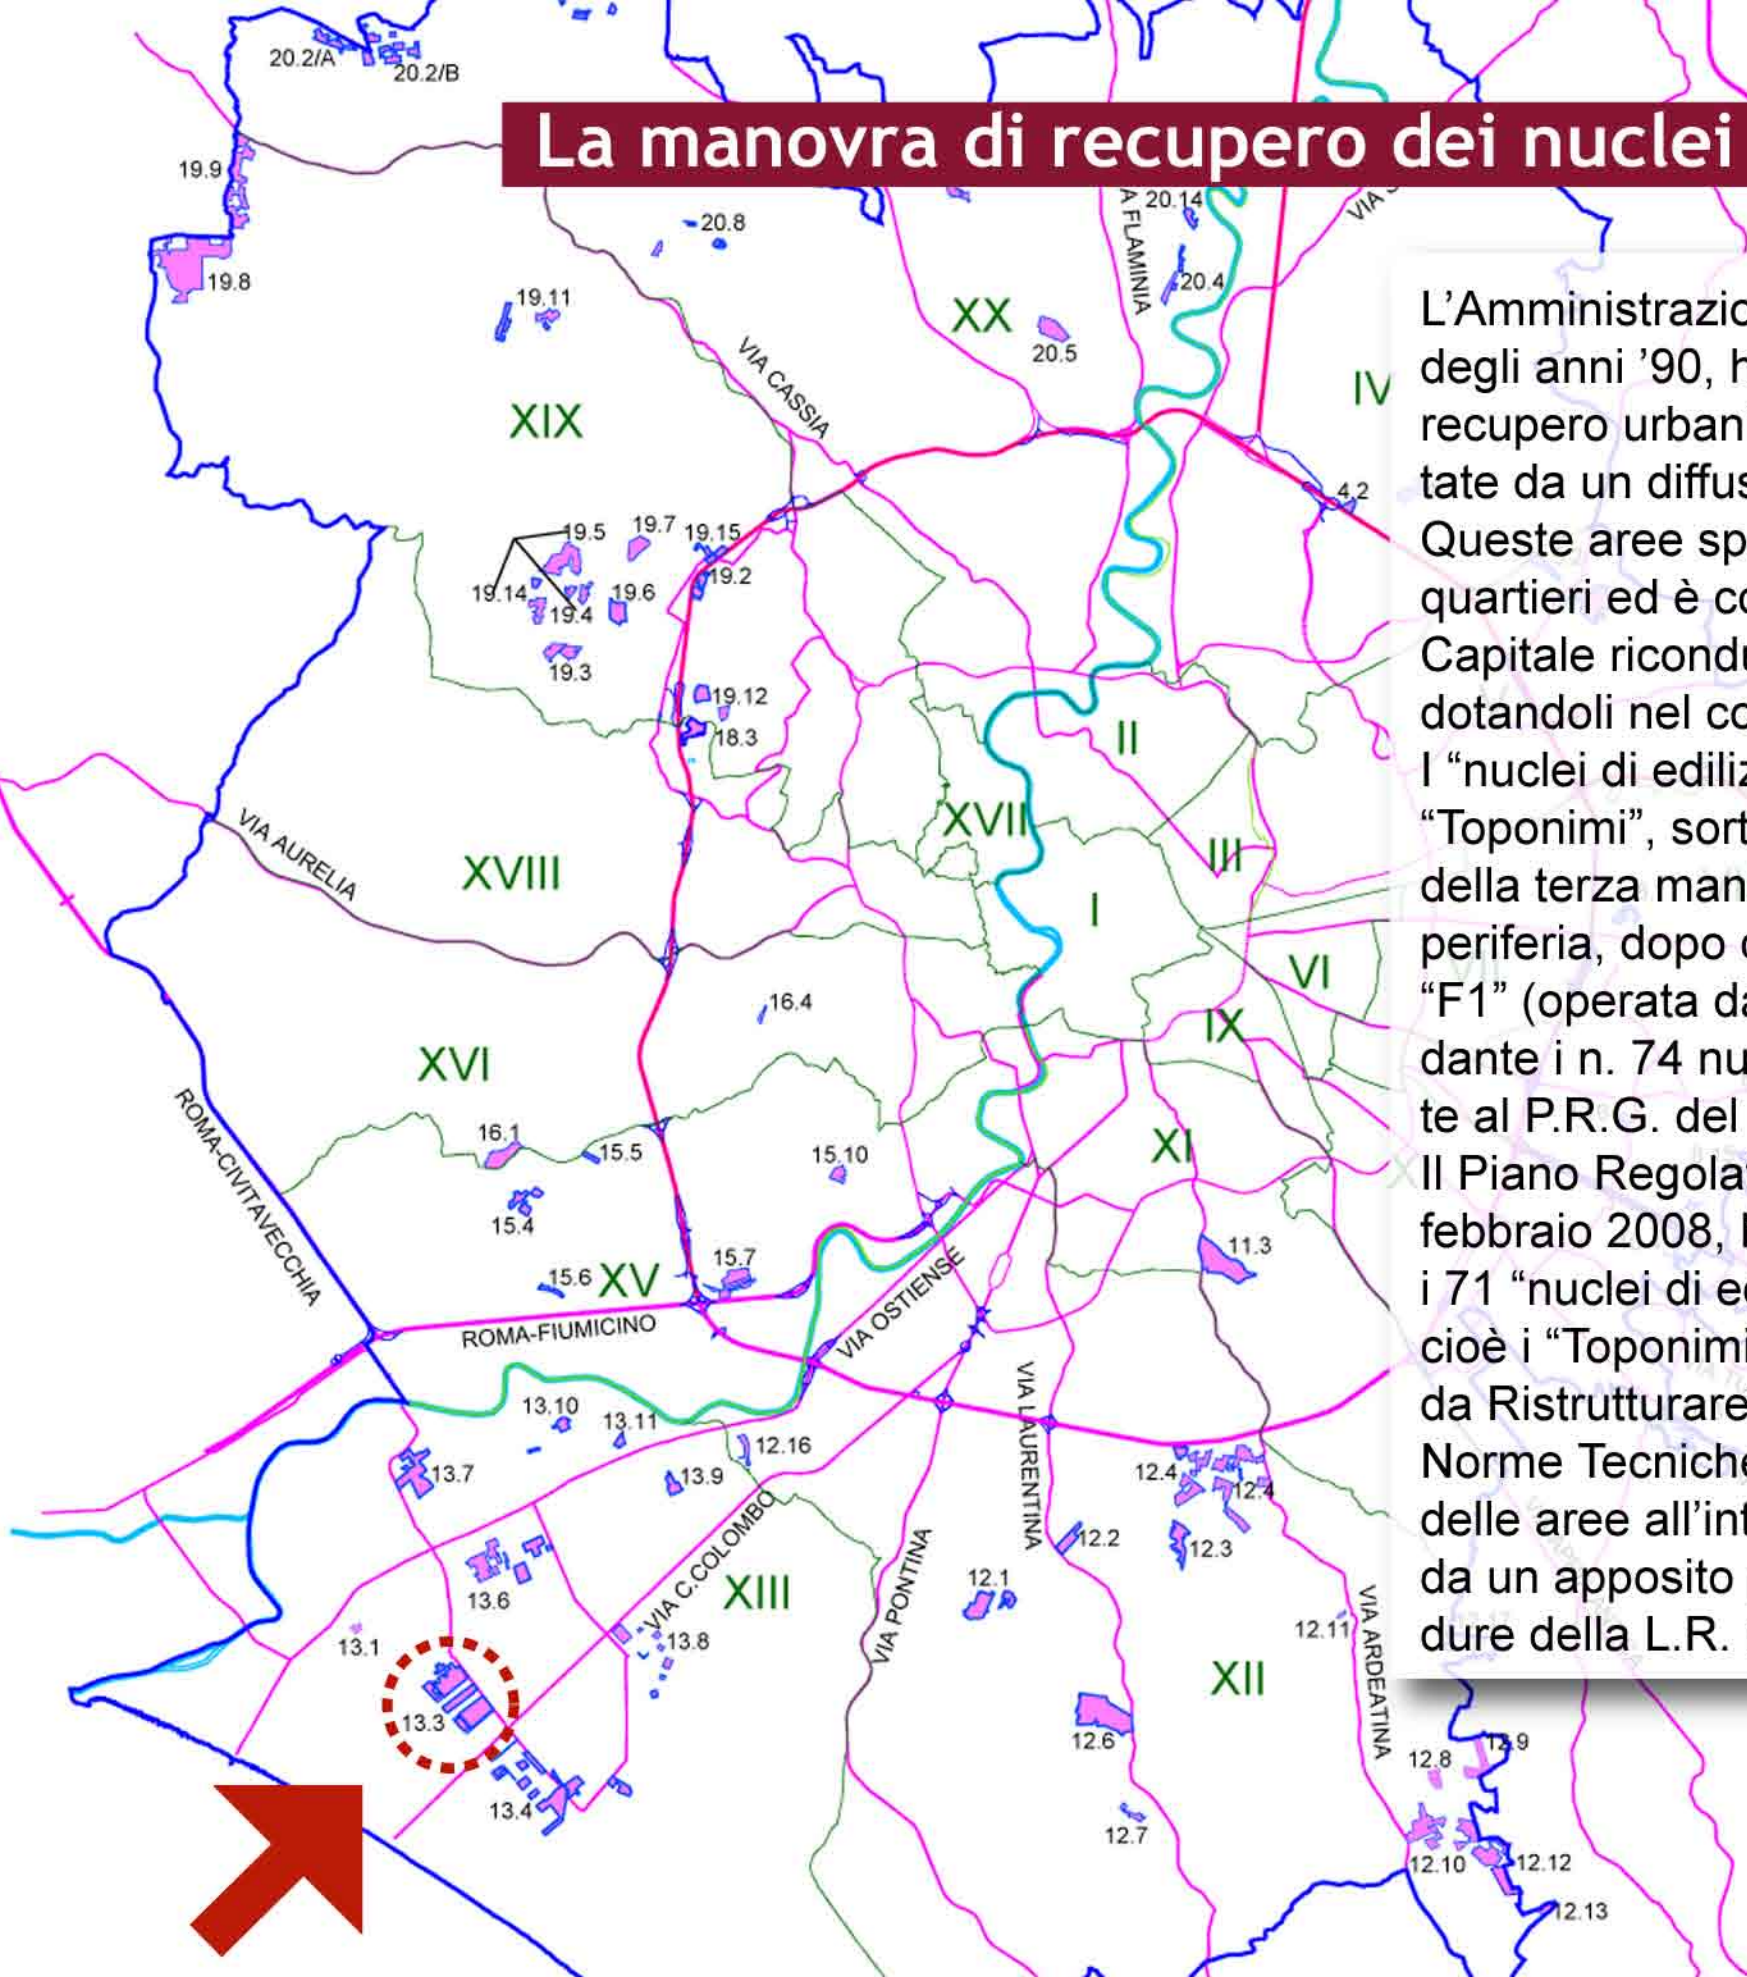 20.2/A
20.2/B
La manovra di recupero dei nuclei
19.9
19.8
20.8
20.14
A FLAMINIA
VIA
20.4
19.11
XX
20.5
VIA CASSIA
XIX
IV
4.2
19.5
19.7
19.15
19.2
19.14
19.4
19.6
19.3
19.12
18.3
II
XVII
III
VIA AURELIA
XVIII
I
VI
16.4
IX
XVI
ROMA-CIVITAVECCHIA
16.1
15.5
15.10
XI
15.4
11.3
15.6
XV
15.7
ROMA-FIUMICINO
VIA OSTIENSE
13.10
13.11
12.16
VIA LAURENTINA
13.7
13.9
12.4
12.4
VIA C.COLOMBO
VIA PONTINA
12.2
12.3
13.6
XIII
12.1
13.1
13.8
12.11
VIA ARDEATINA
XII
13.3
12.6
12.9
12.8
13.4
12.7
12.10
12.12
12.13
L’Amministrazio
degli anni ’90, h
recupero urban
tate da un diffus
Queste aree sp
quartieri ed è co
Capitale ricondu
dotandoli nel co
I “nuclei di ediliz
“Toponimi”, sort
della terza man
periferia, dopo q
“F1” (operata da
dante i n. 74 nu
te al P.R.G. del
Il Piano Regolat
febbraio 2008, h
i 71 “nuclei di ed
cioè i “Toponimi
da Ristrutturare
Norme Tecniche
delle aree all’int
da un apposito
dure della L.R.